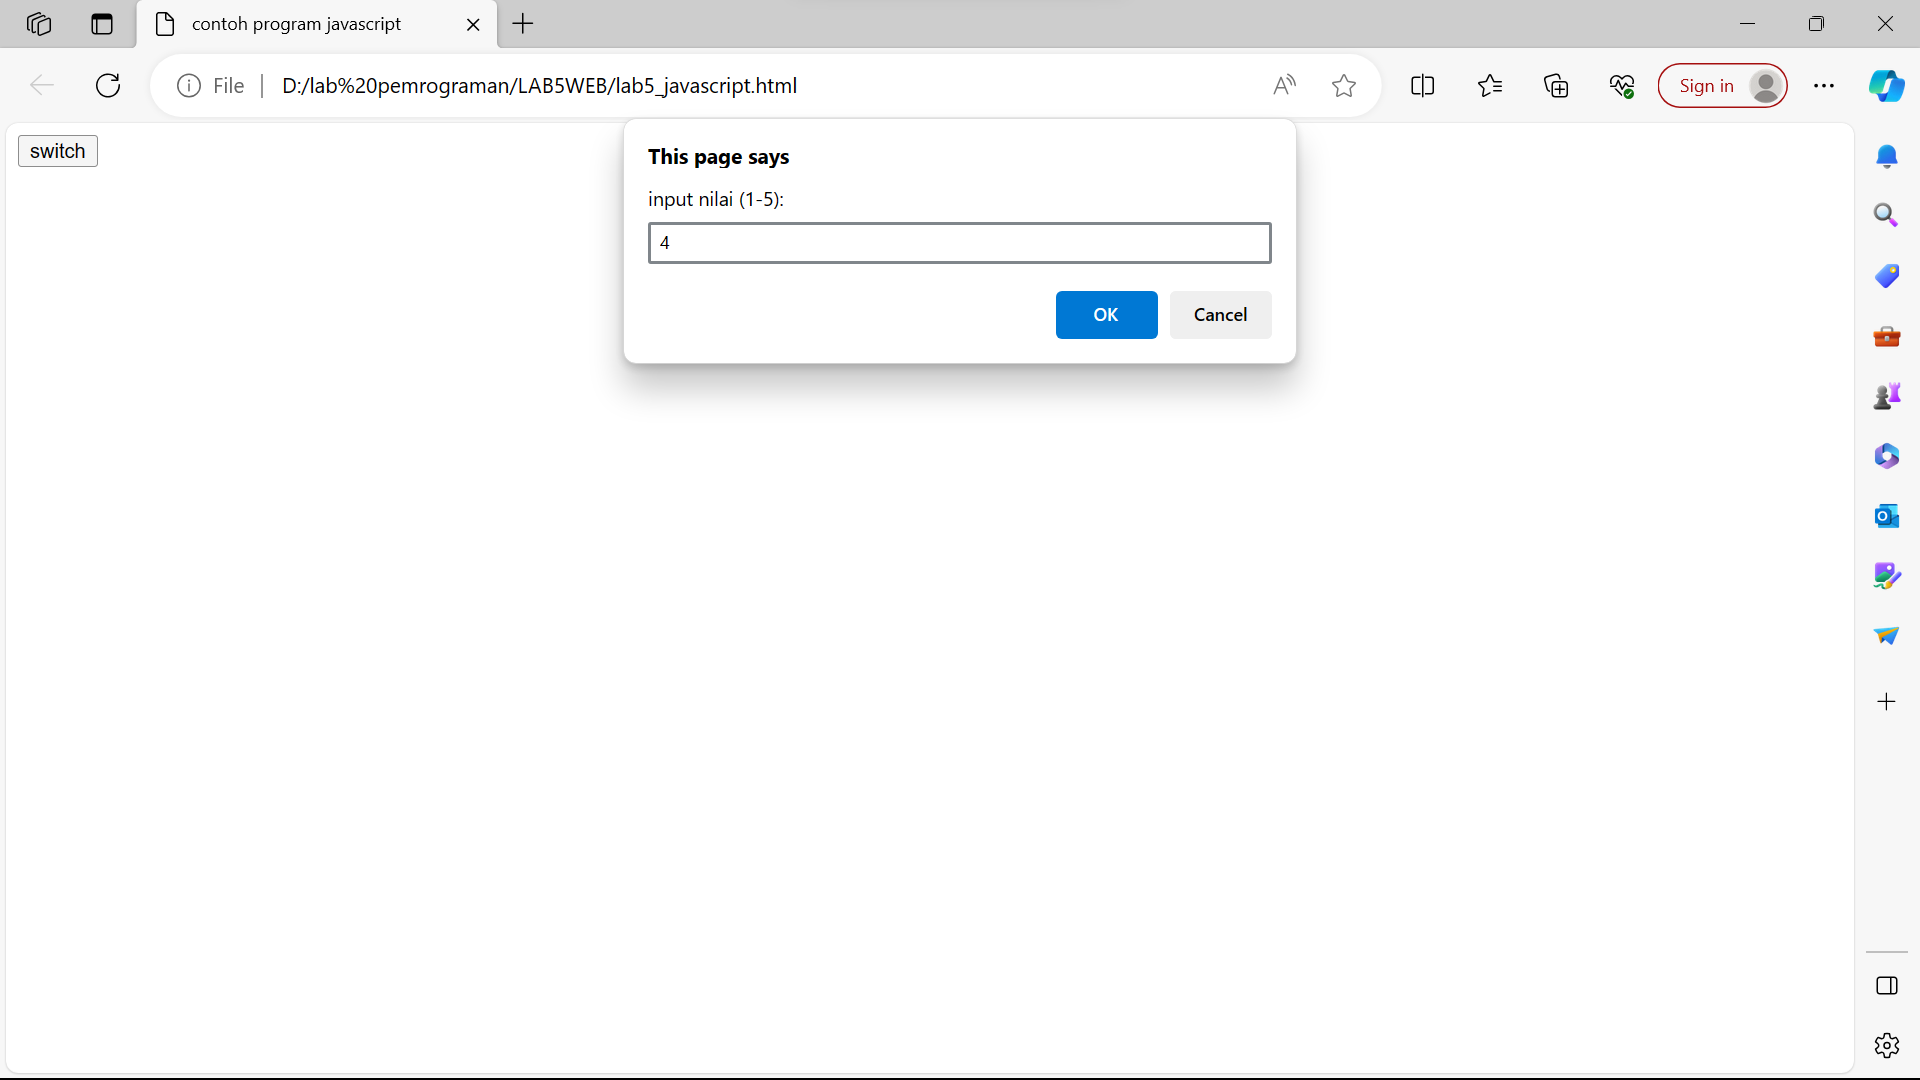 contoh program javascript
File D:/lab%20pemrograman/LAB5WEB/lab5_javascript.html
Sign in
switch
This page says
input nilai (1-5):
4
OK Cancel